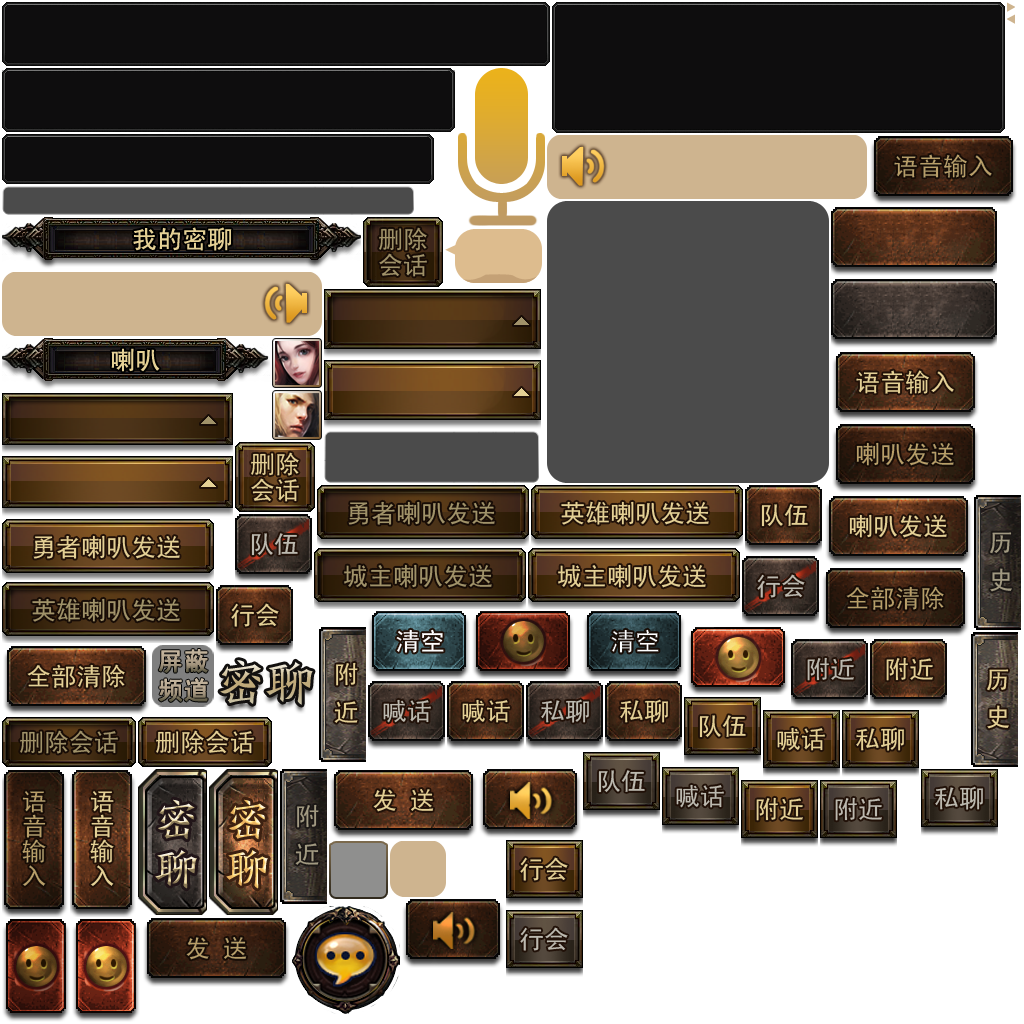 语音输入
我的密聊
删除
会话
喇叭
语音输入
喇叭发送
删除
会话
勇者喇叭发送
英雄喇叭发送
队伍
喇叭发送
历史
勇者喇叭发送
队伍
城主喇叭发送
城主喇叭发送
行会
全部清除
英雄喇叭发送
行会
清空
清空
全部清除
屏蔽
频道
密聊
附近
附近
附近
历史
喊话
喊话
私聊
私聊
队伍
喊话
私聊
删除会话
删除会话
语音输入
语音输入
密聊
密聊
附近
发送
队伍
喊话
附近
附近
私聊
行会
发送
行会